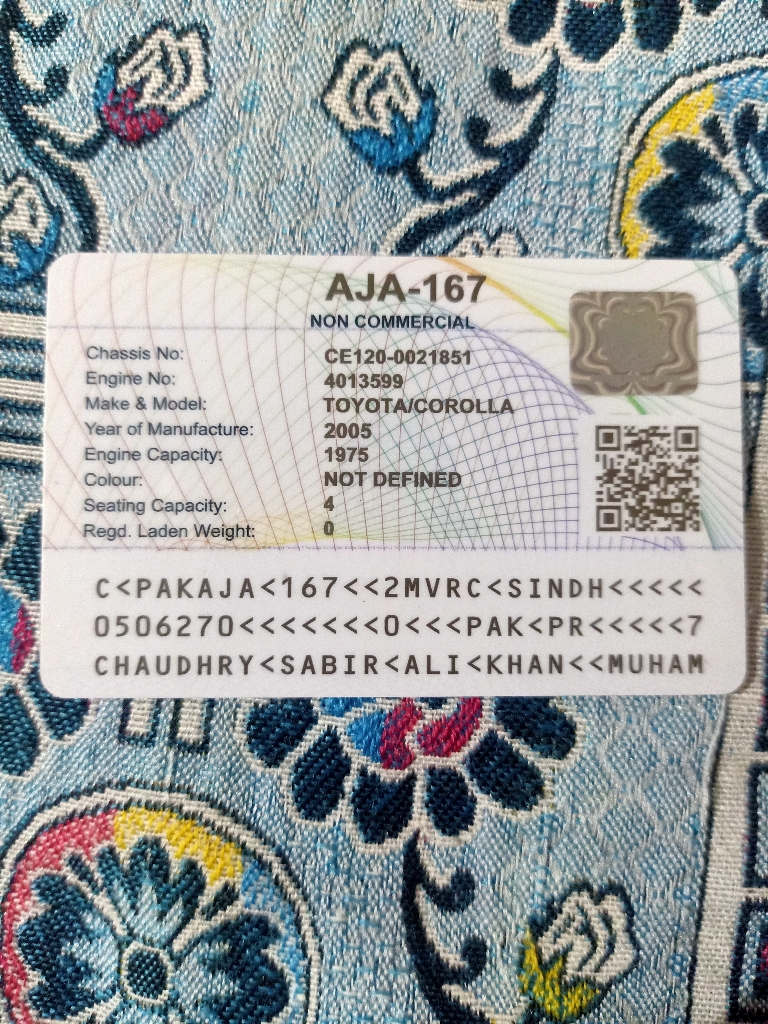 AJA-167
NON COMMERCIAL
Chassis No: CE120-0021851
Engine No: 4013599
Make & Model: TOYOTA/COROLLA
Year of Manufacture: 2005
Engine Capacity: 1975
Colour: NOT DEFINED
Seating Capacity: 4
Regd. Laden Weight: 0
C<PAKAJA<167<<2MVRC<SINDH<<<<<
0506270<<<<<<<0<<<PAK<PR<<<<<7
CHAUDHRY<SABIR<ALI<KHAN<<MUHAM